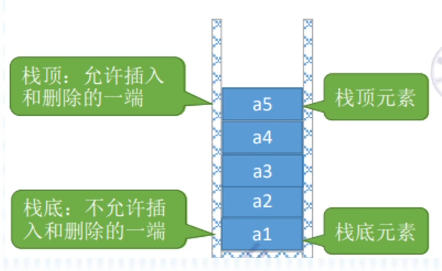 栈顶：允许插入
和删除的一端
a5
栈顶元素
a4
a3
a2
栈底：不允许插
入和删除的一端
a1
栈底元素